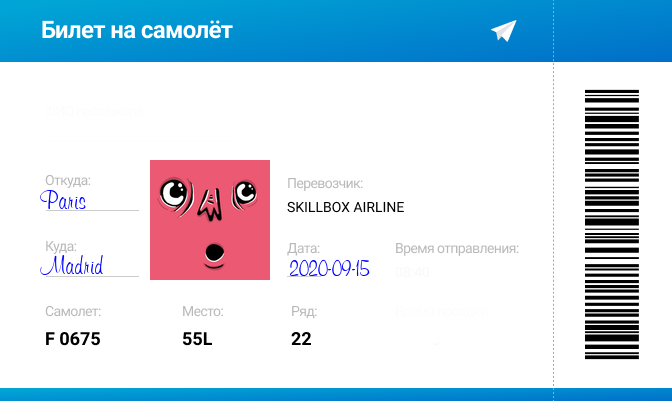 Билет на самолёт
Откуда:
Paris
Перевозчик:
SKILLBOX AIRLINE
Куда:
Madrid
Дата:
2020-09-15
Время отправления:
09:40
Самолет:
F 0675
Место:
55L
Ряд:
22